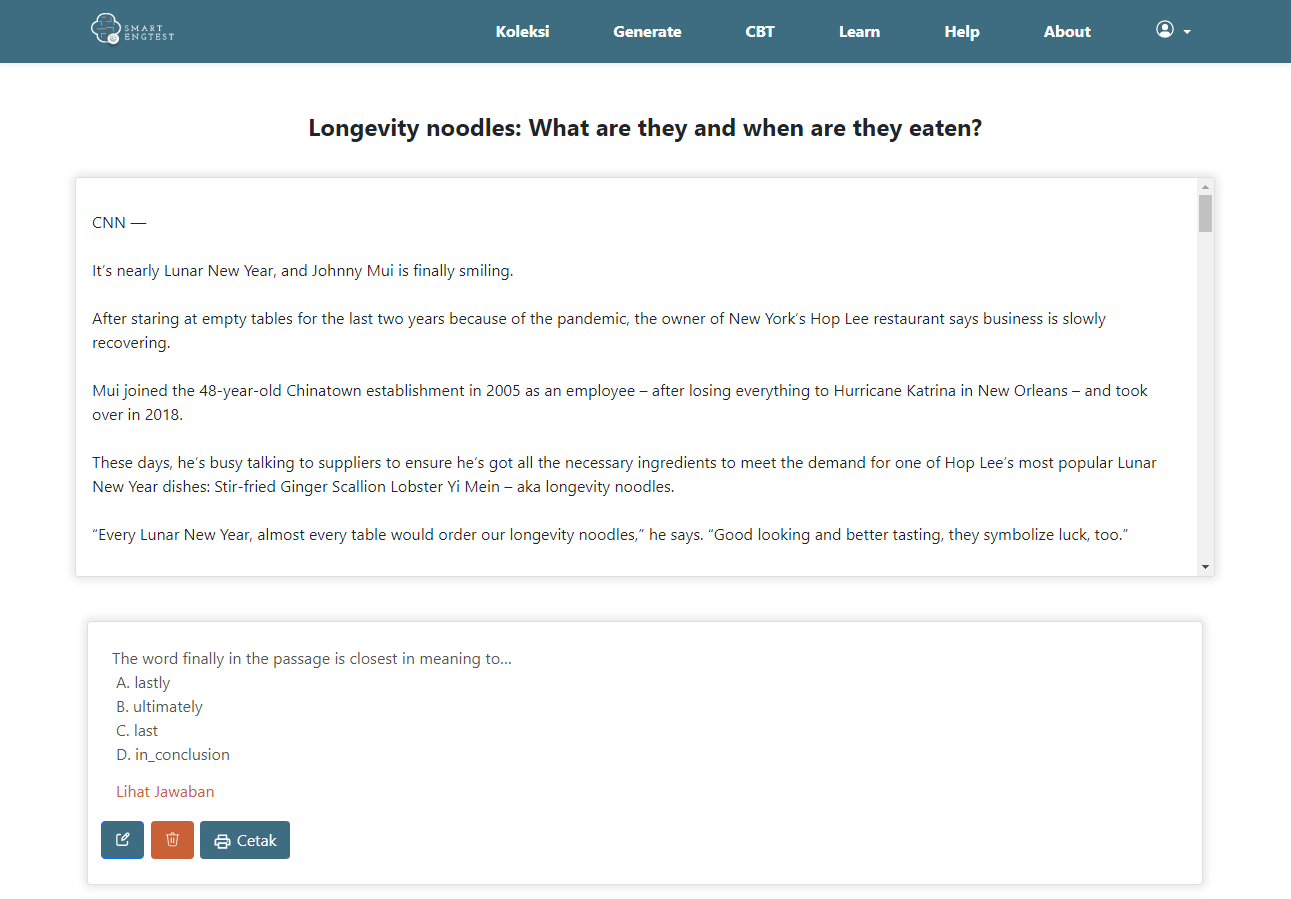 SMART
ENGTEST
Koleksi Generate CBT Learn Help About
Longevity noodles: What are they and when are they eaten?
CNN —
It’s nearly Lunar New Year, and Johnny Mui is finally smiling.
After staring at empty tables for the last two years because of the pandemic, the owner of New York’s Hop Lee restaurant says business is slowly
recovering.
Mui joined the 48-year-old Chinatown establishment in 2005 as an employee – after losing everything to Hurricane Katrina in New Orleans – and took
over in 2018.
These days, he’s busy talking to suppliers to ensure he’s got all the necessary ingredients to meet the demand for one of Hop Lee’s most popular Lunar
New Year dishes: Stir-fried Ginger Scallion Lobster Yi Mein – aka longevity noodles.
“Every Lunar New Year, almost every table would order our longevity noodles,” he says. “Good looking and better tasting, they symbolize luck, too.”
The word finally in the passage is closest in meaning to...
A. lastly
B. ultimately
C. last
D. in_conclusion
Lihat Jawaban
Cetak